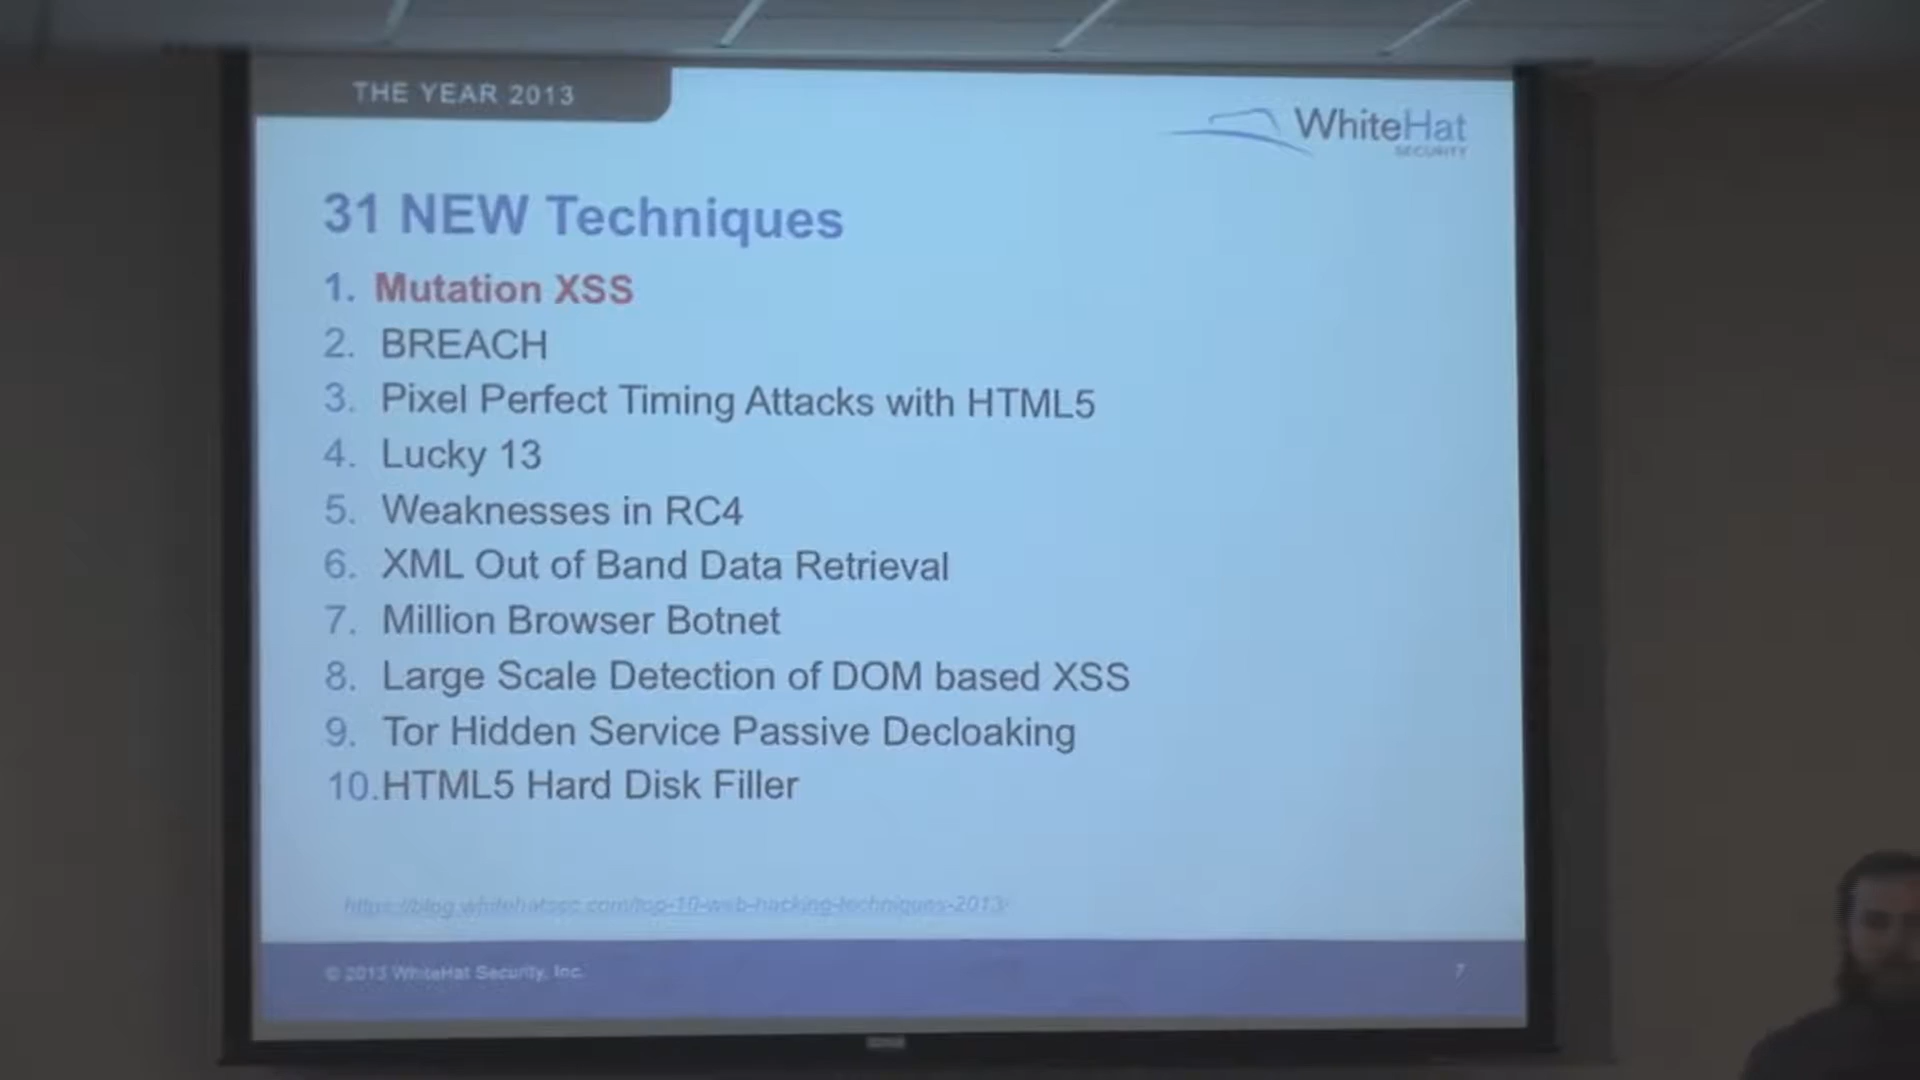 THE YEAR 2013
WhiteHat
SECURITY
31 NEW Techniques
1. Mutation XSS
2. BREACH
3. Pixel Perfect Timing Attacks with HTML5
4. Lucky 13
5. Weaknesses in RC4
6. XML Out of Band Data Retrieval
7. Million Browser Botnet
8. Large Scale Detection of DOM based XSS
9. Tor Hidden Service Passive Decloaking
10. HTML5 Hard Disk Filler
https://blog.whitehatsec.com/top-10-web-hacking-techniques-2013/
© 2013 WhiteHat Security, Inc.
7